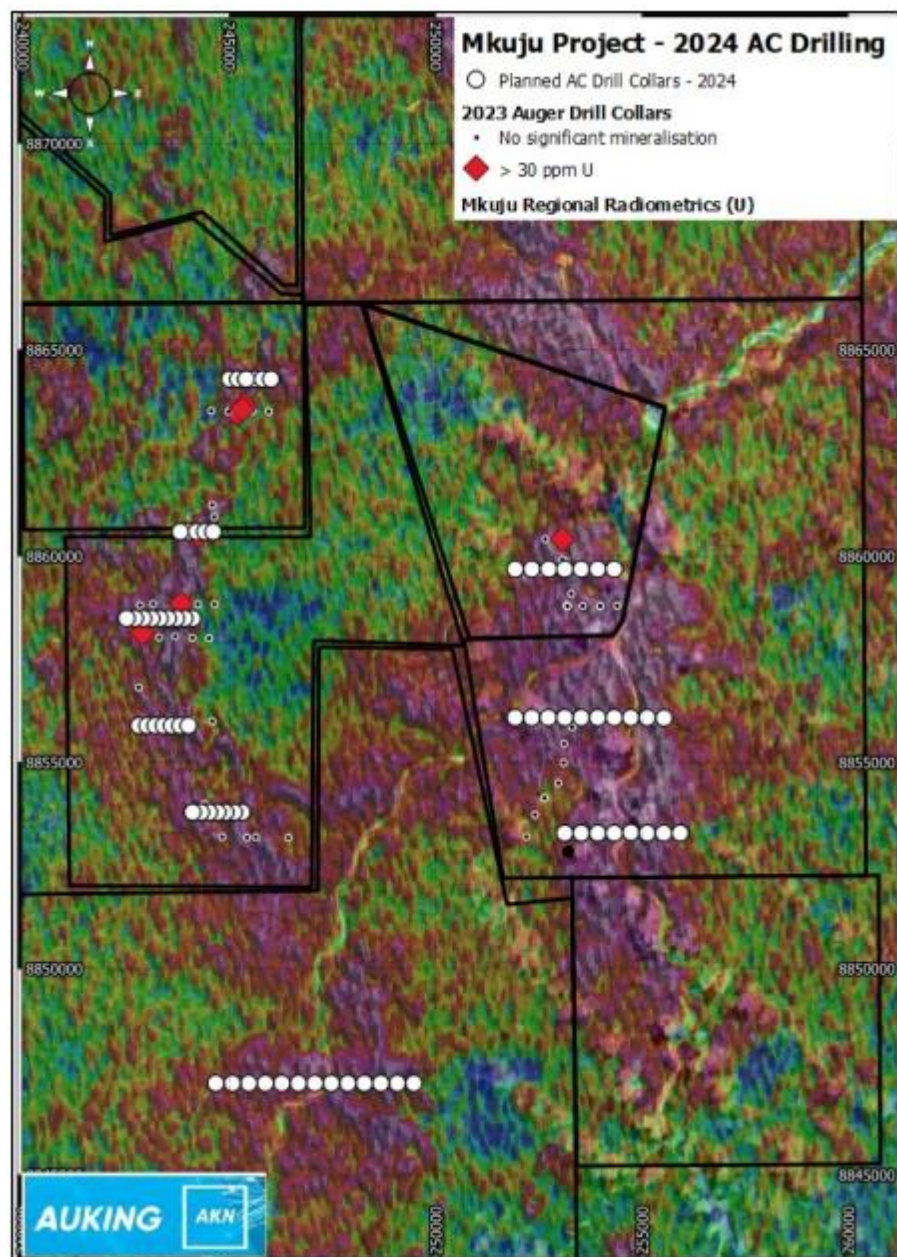 240000
245000
250000
Mkuju Project - 2024 AC Drilling
Planned AC Drill Collars - 2024
2023 Auger Drill Collars
No significant mineralisation
> 30 ppm U
Mkuju Regional Radiometrics (U)
N
W
E
S
8870000
8865000
8865000
8860000
8860000
8855000
8855000
8850000
8850000
8845000
AUKING
AKN
250000
255000